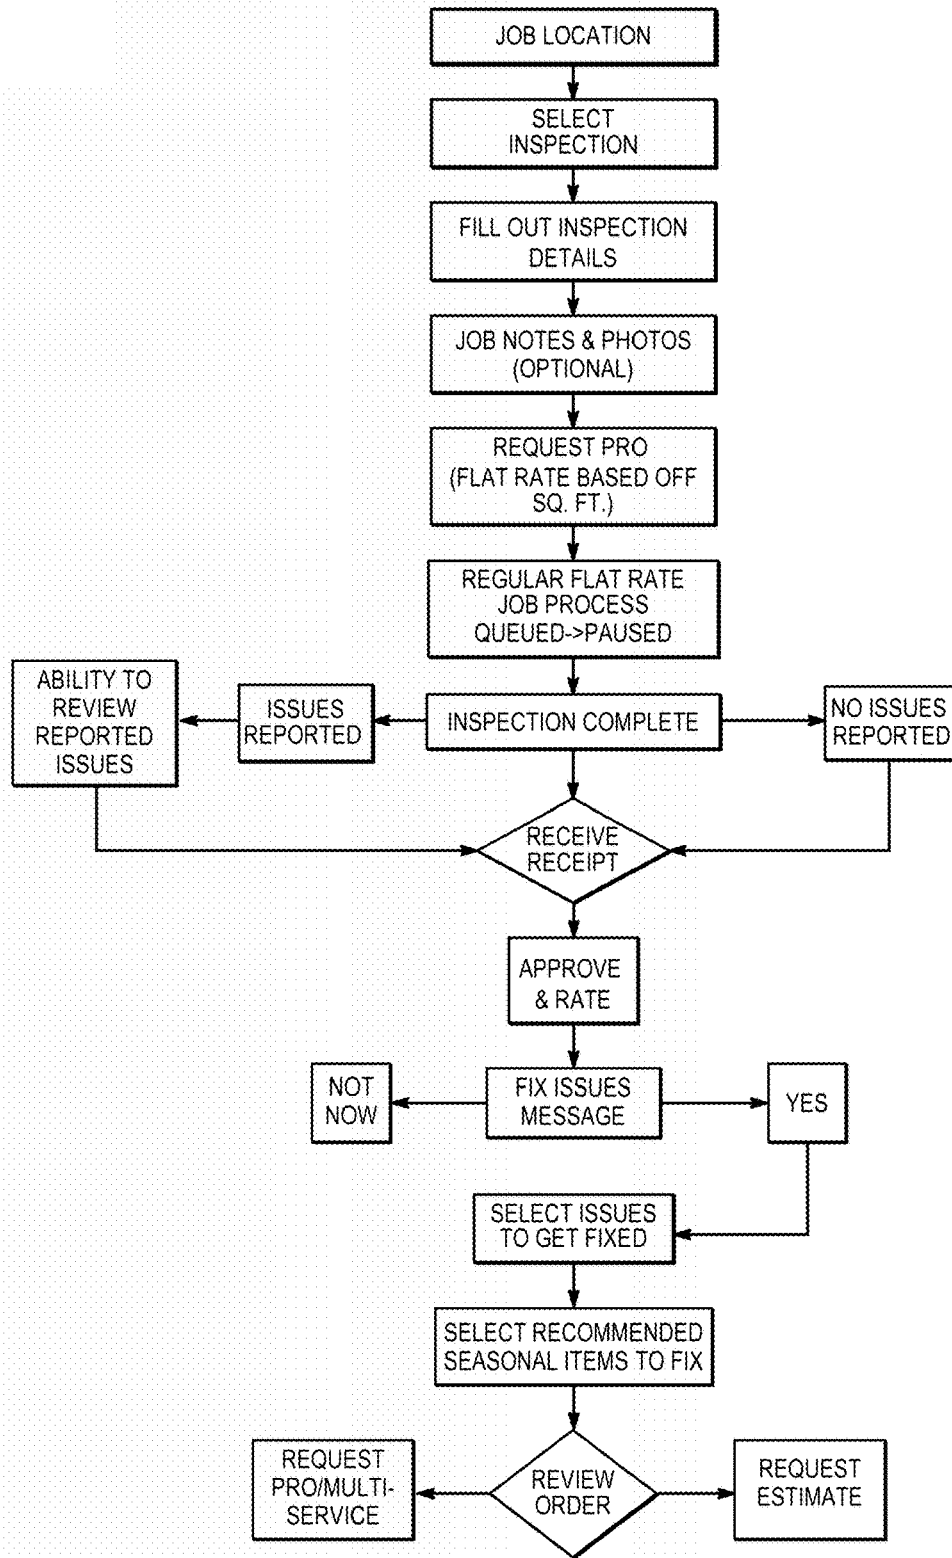 JOB LOCATION
SELECT
INSPECTION
FILL OUT INSPECTION
DETAILS
JOB NOTES & PHOTOS
(OPTIONAL)
REQUEST PRO
(FLAT RATE BASED OFF
SQ. FT.)
REGULAR FLAT RATE
JOB PROCESS
QUEUED->PAUSED
ABILITY TO
REVIEW
REPORTED
ISSUES
ISSUES
REPORTED
INSPECTION COMPLETE
NO ISSUES
REPORTED
RECEIVE
RECEIPT
APPROVE
& RATE
NOT
NOW
FIX ISSUES
MESSAGE
YES
SELECT ISSUES
TO GET FIXED
SELECT RECOMMENDED
SEASONAL ITEMS TO FIX
REQUEST
PRO/MULTI-
SERVICE
REVIEW
ORDER
REQUEST
ESTIMATE